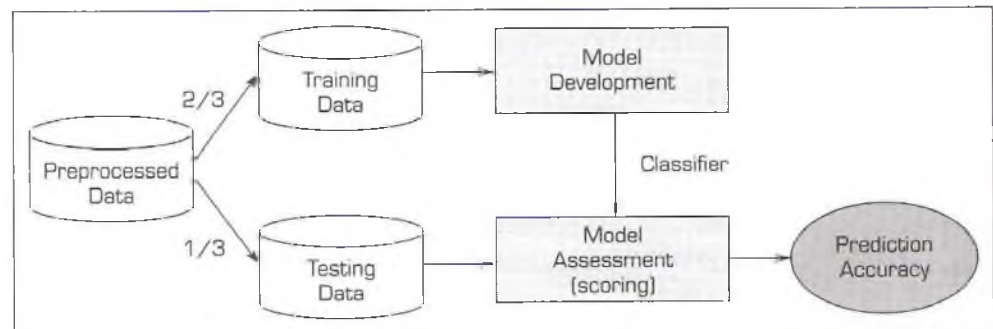 Preprocessed
Data
2/3
Training
Data
Model
Development
Classifier
1/3
Testing
Data
Model
Assessment
(scoring)
Prediction
Accuracy